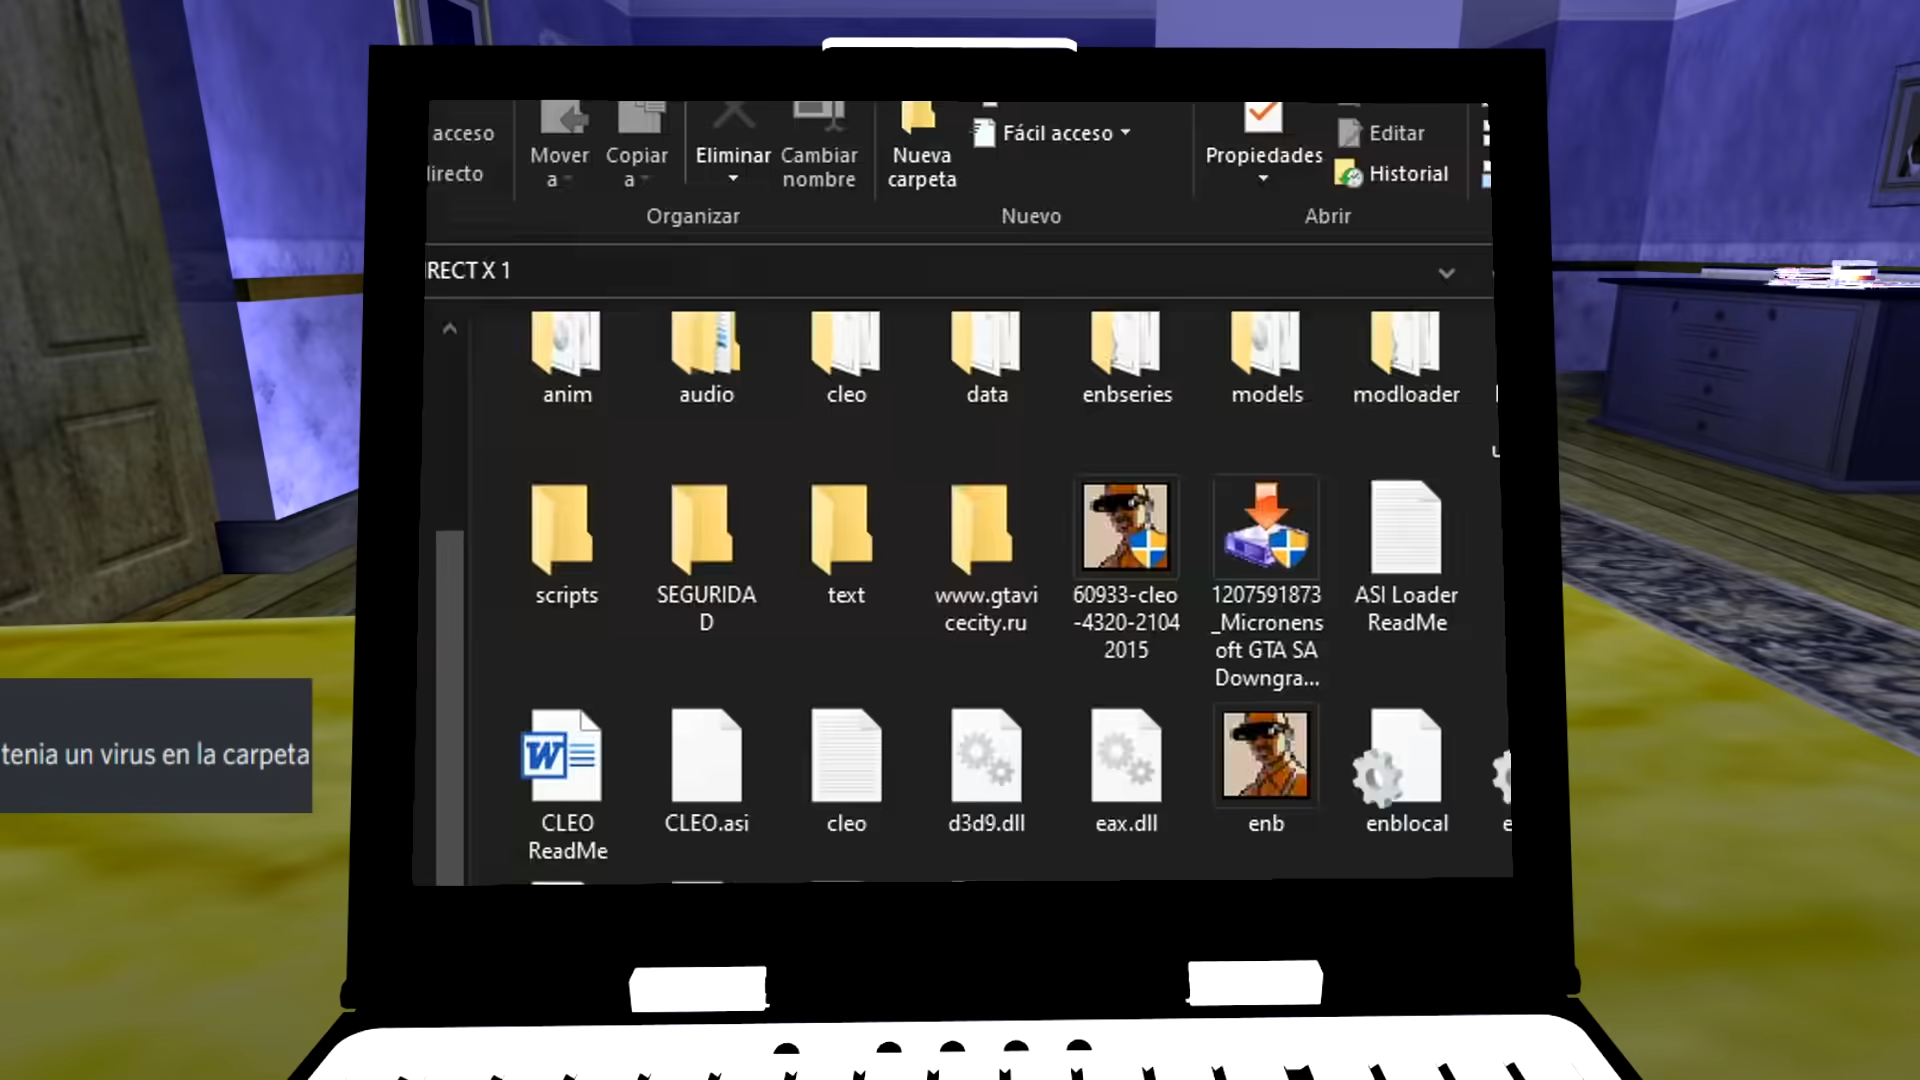 acceso
directo
Mover
a
Copiar
a
Eliminar
Cambiar
nombre
Nueva
carpeta
Fácil acceso
Propiedades
Editar
Historial
Organizar
Nuevo
Abrir
RECT X 1
anim
audio
cleo
data
enbseries
models
modloader
scripts
SEGURIDA
D
text
www.gtavi
cecity.ru
60933-cleo
-4320-2104
2015
1207591873
_Micronens
oft GTA SA
Downgra...
ASI Loader
ReadMe
tenia un virus en la carpeta
W
CLEO
ReadMe
CLEO.asi
cleo
d3d9.dll
eax.dll
enb
enblocal